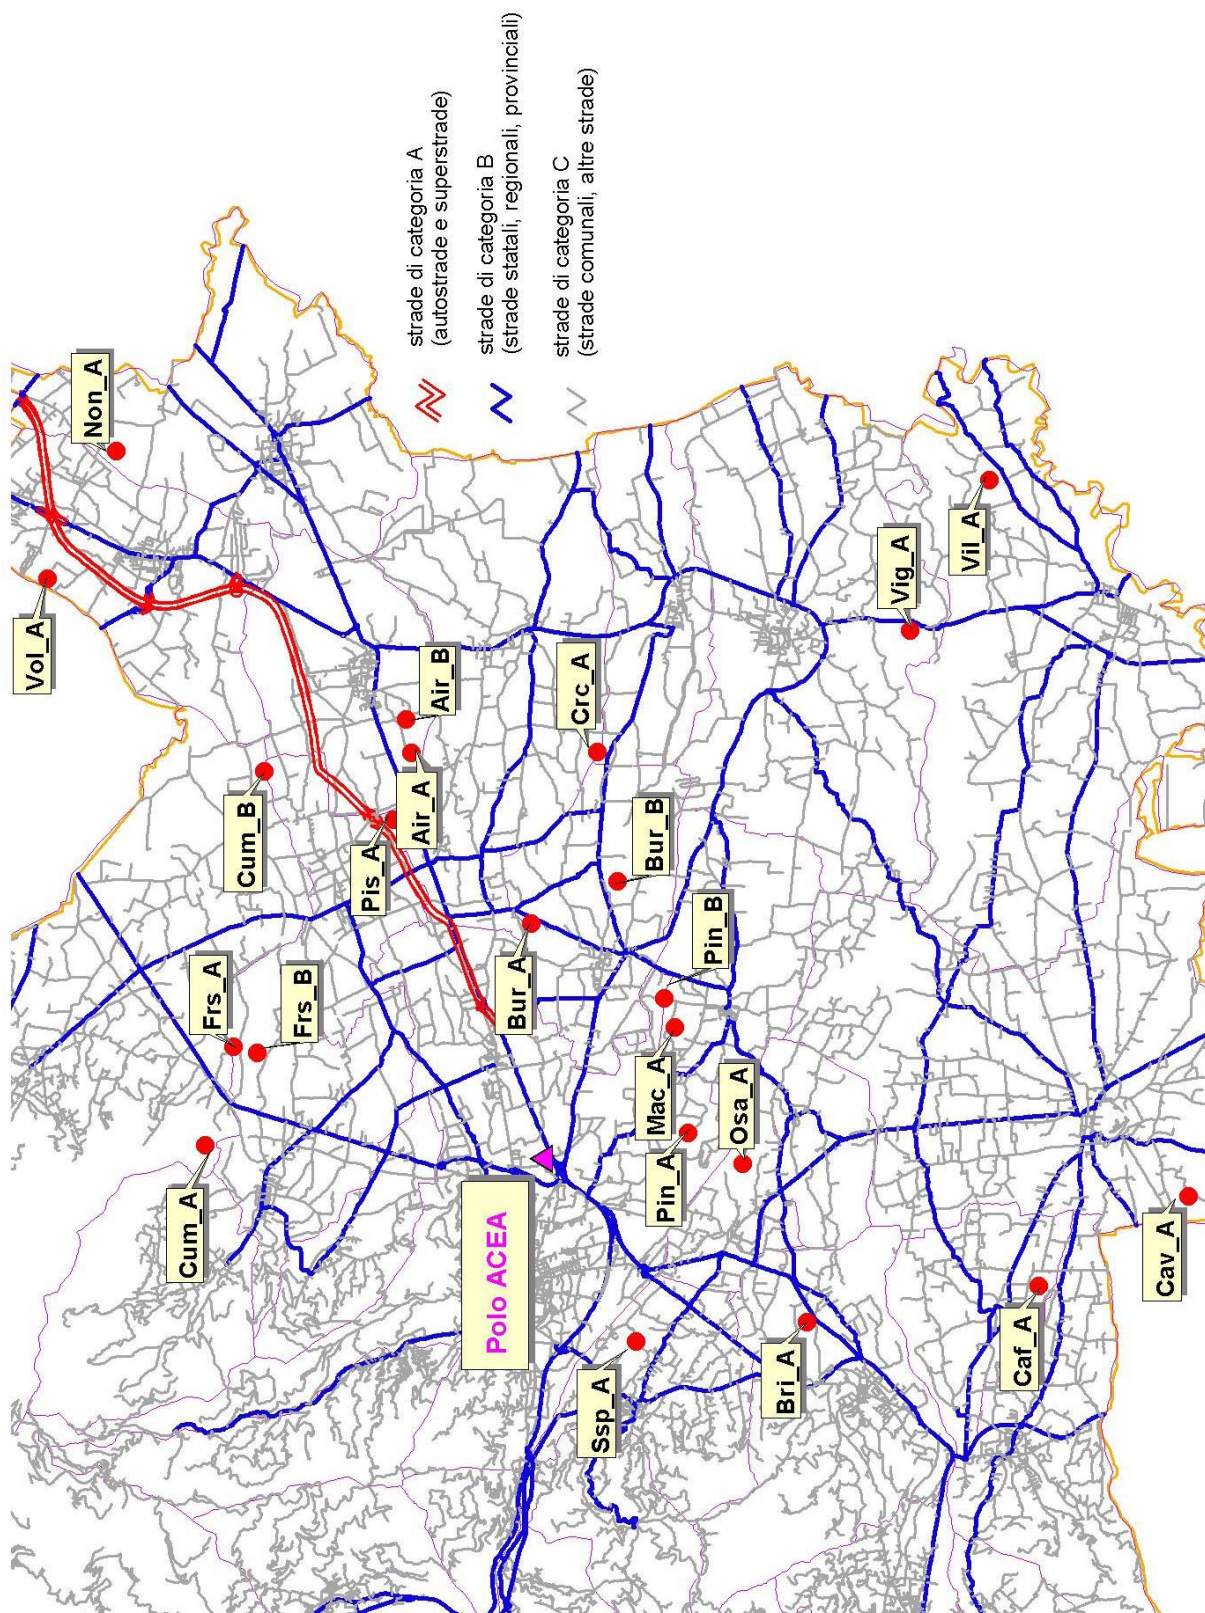 Vol_A
Non_A
strade di categoria A
(autostrade e superstrade)
strade di categoria B
(strade statali, regionali, provinciali)
strade di categoria C
(strade comunali, altre strade)
Cum_B
Pis_A
Air_A
Air_B
Crc_A
Vig_A
Vil_A
Frs_A
Frs_B
Bur_A
Bur_B
Pin_B
Cum_A
Polo ACEA
Mac_A
Pin_A
Osa_A
Ssp_A
Bri_A
Caf_A
Cav_A